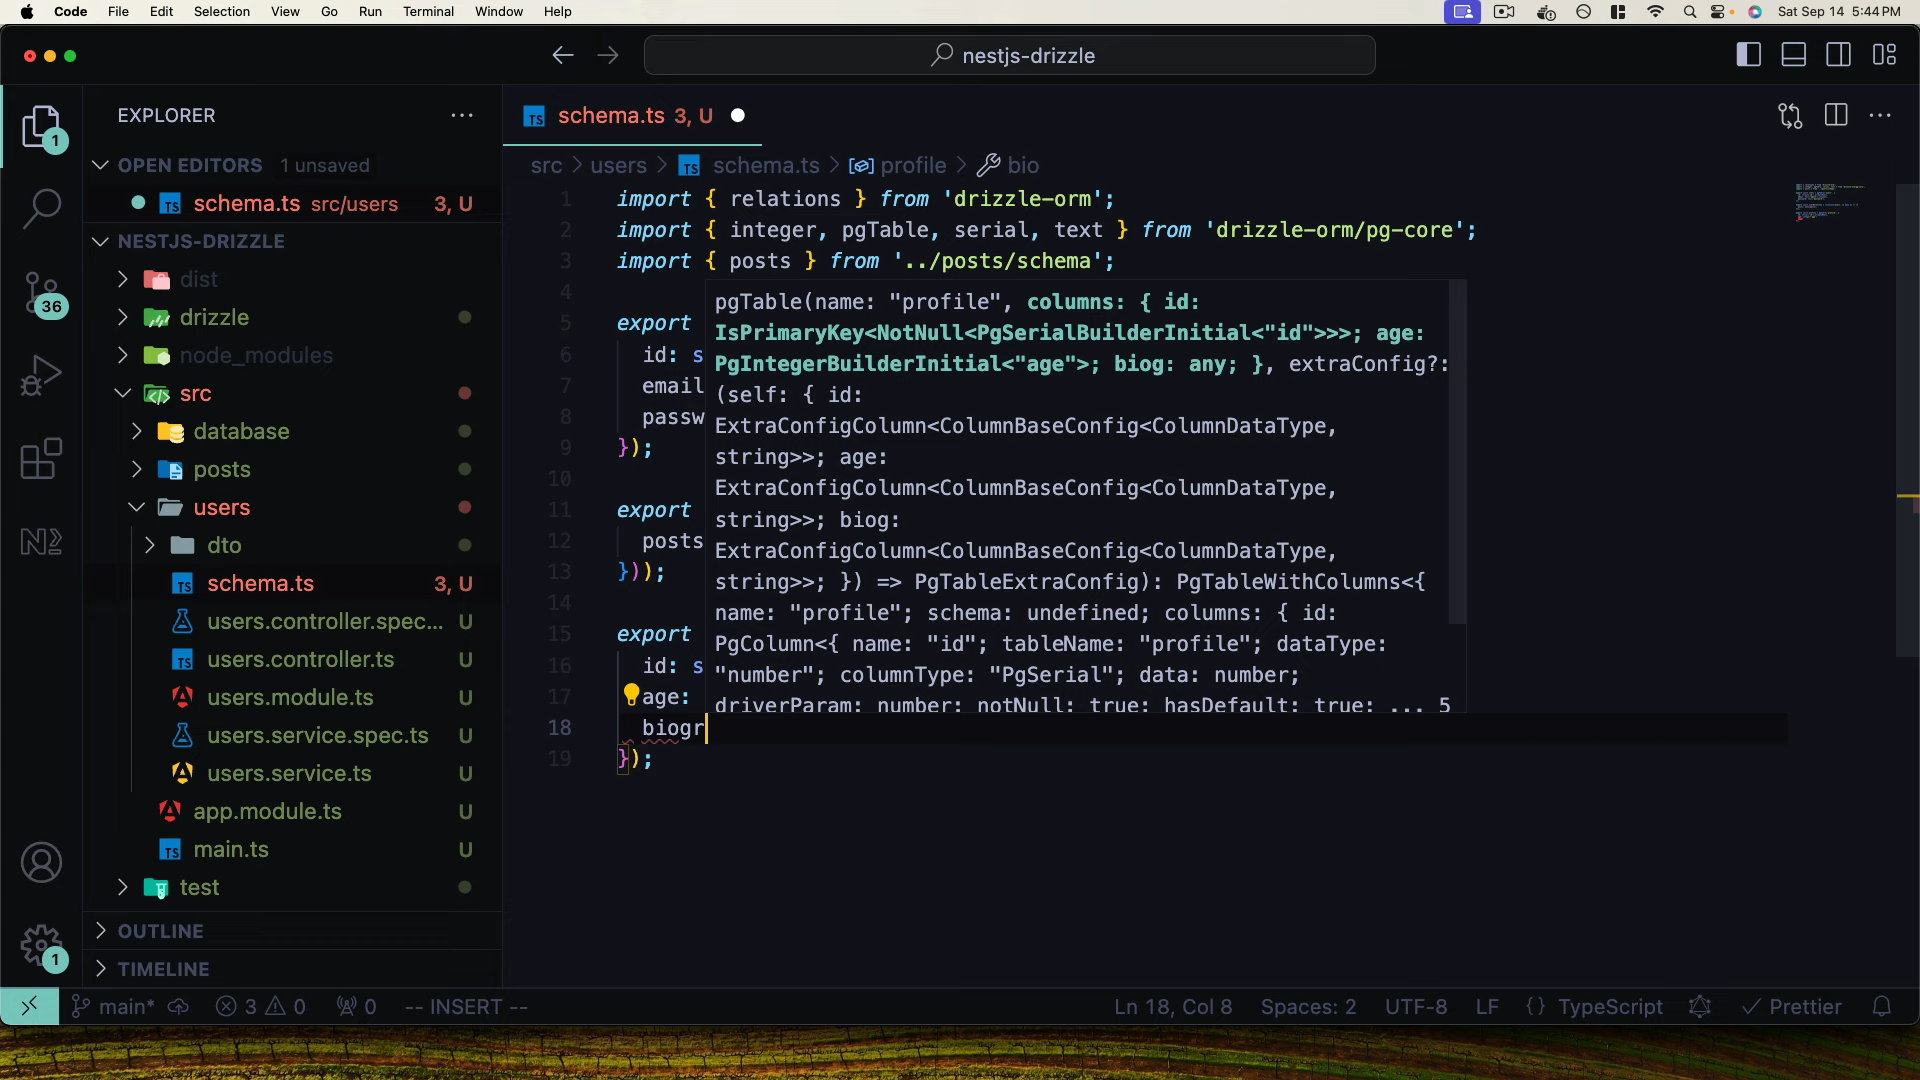 Code File Edit Selection View Go Run Terminal Window Help Sat Sep 14 5:44 PM
nestjs-drizzle
EXPLORER
schema.ts 3, U
OPEN EDITORS 1 unsaved
schema.ts src/users 3, U
NESTJS-DRIZZLE
dist
drizzle
node_modules
src
database
posts
users
dto
schema.ts 3, U
users.controller.spec... U
users.controller.ts U
users.module.ts U
users.service.spec.ts U
users.service.ts U
app.module.ts U
main.ts U
test
OUTLINE
TIMELINE
1
36
1
src > users > TS schema.ts > profile > bio
1 import { relations } from 'drizzle-orm';
2 import { integer, pgTable, serial, text } from 'drizzle-orm/pg-core';
3 import { posts } from '../posts/schema';
4
5 export
6 id: s
7 email
8 passw
9 });
10
11 export
12 posts
13 }));
14
15 export
16 id: s
17 age:
18 biogr
19 });
pgTable(name: "profile", columns: { id:
IsPrimaryKey<NotNull<PgSerialBuilderInitial<"id">>>; age:
PgIntegerBuilderInitial<"age">; biog: any; }, extraConfig?:
(self: { id:
ExtraConfigColumn<ColumnBaseConfig<ColumnDataType,
string>>; age:
ExtraConfigColumn<ColumnBaseConfig<ColumnDataType,
string>>; biog:
ExtraConfigColumn<ColumnBaseConfig<ColumnDataType,
string>>; }) => PgTableExtraConfig): PgTableWithColumns<{
name: "profile"; schema: undefined; columns: { id:
PgColumn<{ name: "id"; tableName: "profile"; dataType:
"number"; columnType: "PgSerial"; data: number;
driverParam: number; notNull: true; hasDefault: true; ... 5
main* 3 0 0 -- INSERT -- Ln 18, Col 8 Spaces: 2 UTF-8 LF {} TypeScript Prettier